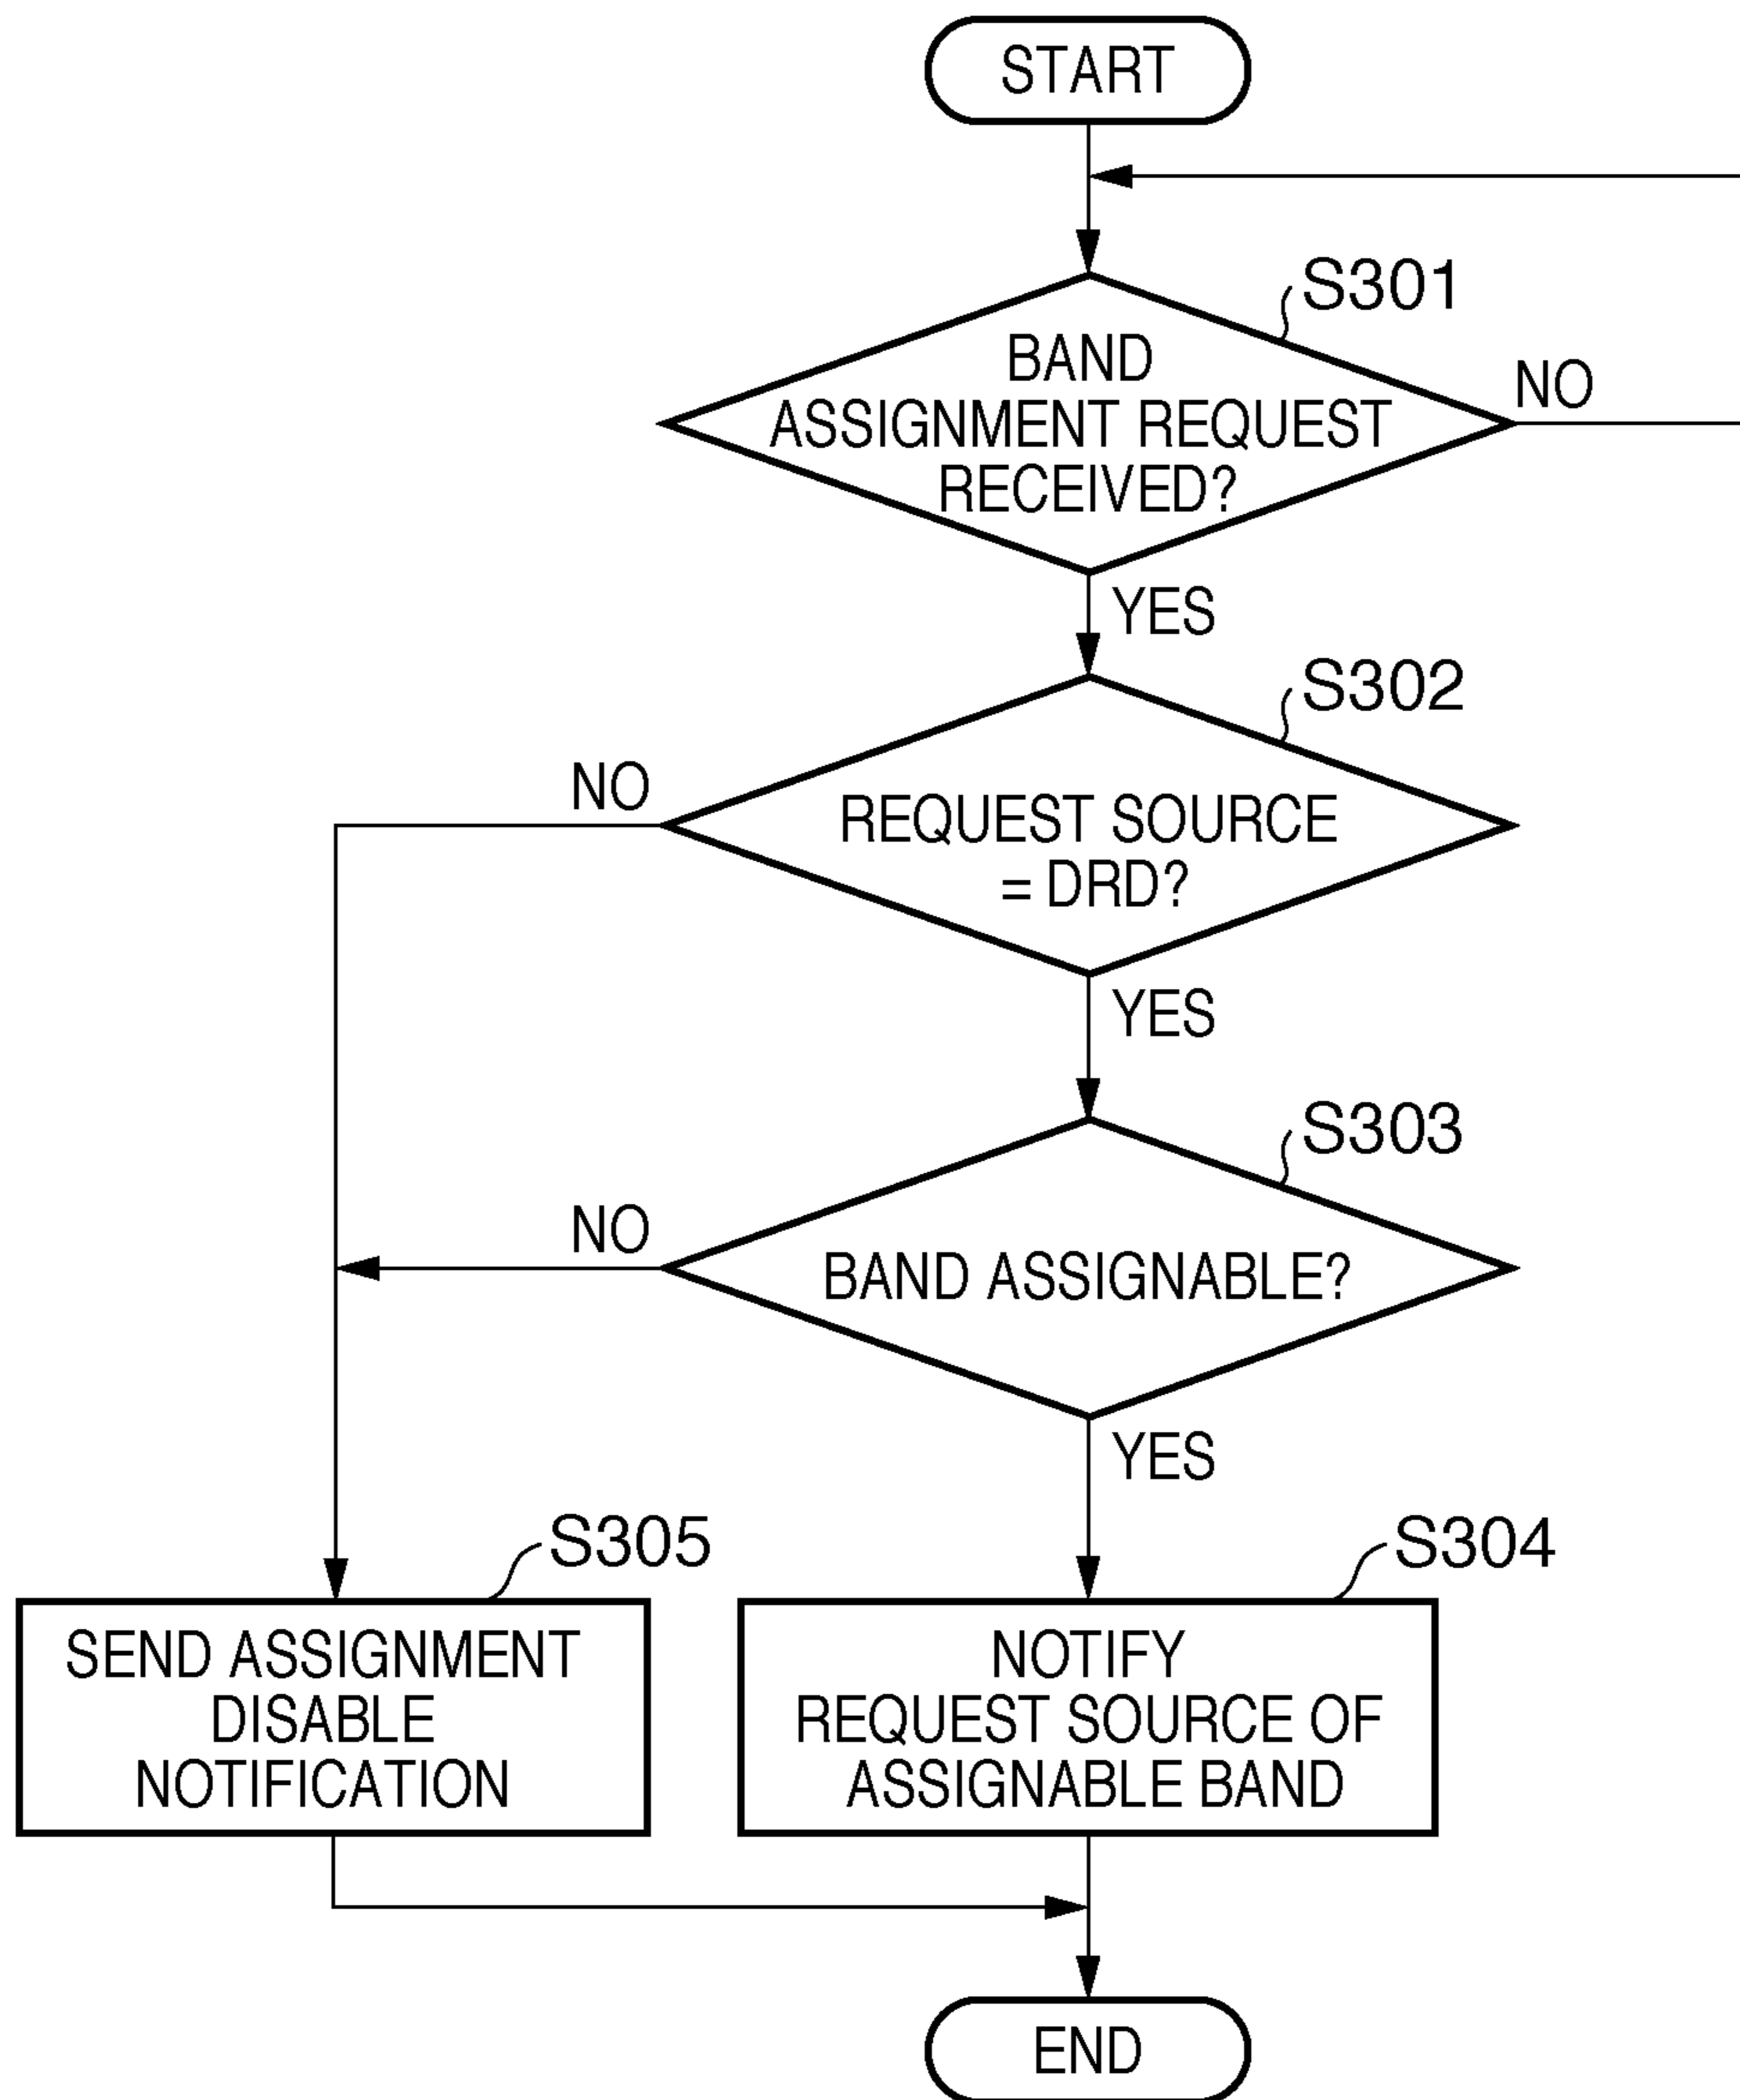 START
S301
BAND
ASSIGNMENT REQUEST
RECEIVED?
NO
YES
S302
REQUEST SOURCE
= DRD?
NO
YES
S303
BAND ASSIGNABLE?
NO
YES
S305
SEND ASSIGNMENT
DISABLE
NOTIFICATION
S304
NOTIFY
REQUEST SOURCE OF
ASSIGNABLE BAND
END